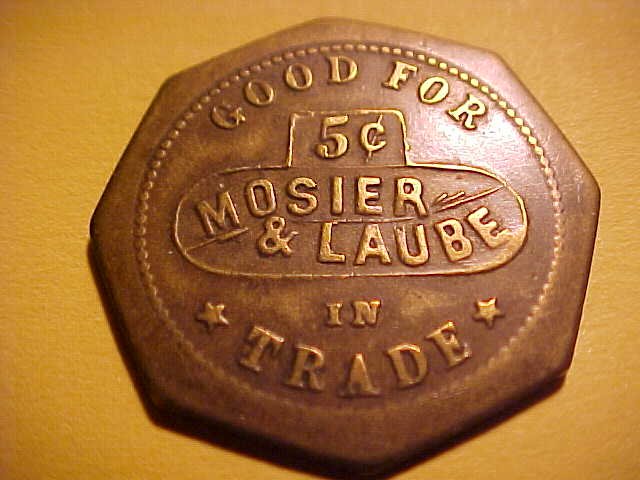 GOOD FOR
5¢
MOSIER
& LAUBE
IN
TRADE